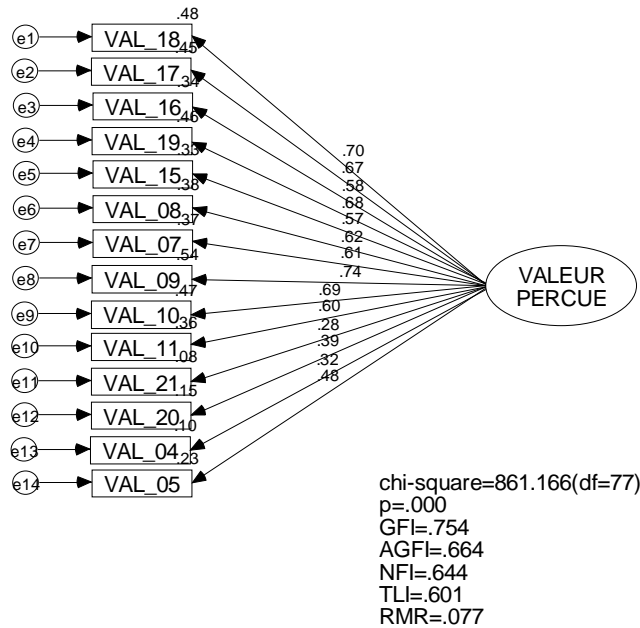 .48
e1 VAL_18
.45
e2 VAL_17
.34
e3 VAL_16
.46
e4 VAL_19
.33
e5 VAL_15
.38
e6 VAL_08
.37
e7 VAL_07
.54
e8 VAL_09
.47
e9 VAL_10
.36
e10 VAL_11
.08
e11 VAL_21
.15
e12 VAL_20
.10
e13 VAL_04
.23
e14 VAL_05
.70
.67
.58
.68
.57
.62
.61
.74
.69
.60
.28
.39
.32
.48
VALEUR
PERCUE
chi-square=861.166(df=77)
p=.000
GFI=.754
AGFI=.664
NFI=.644
TLI=.601
RMR=.077